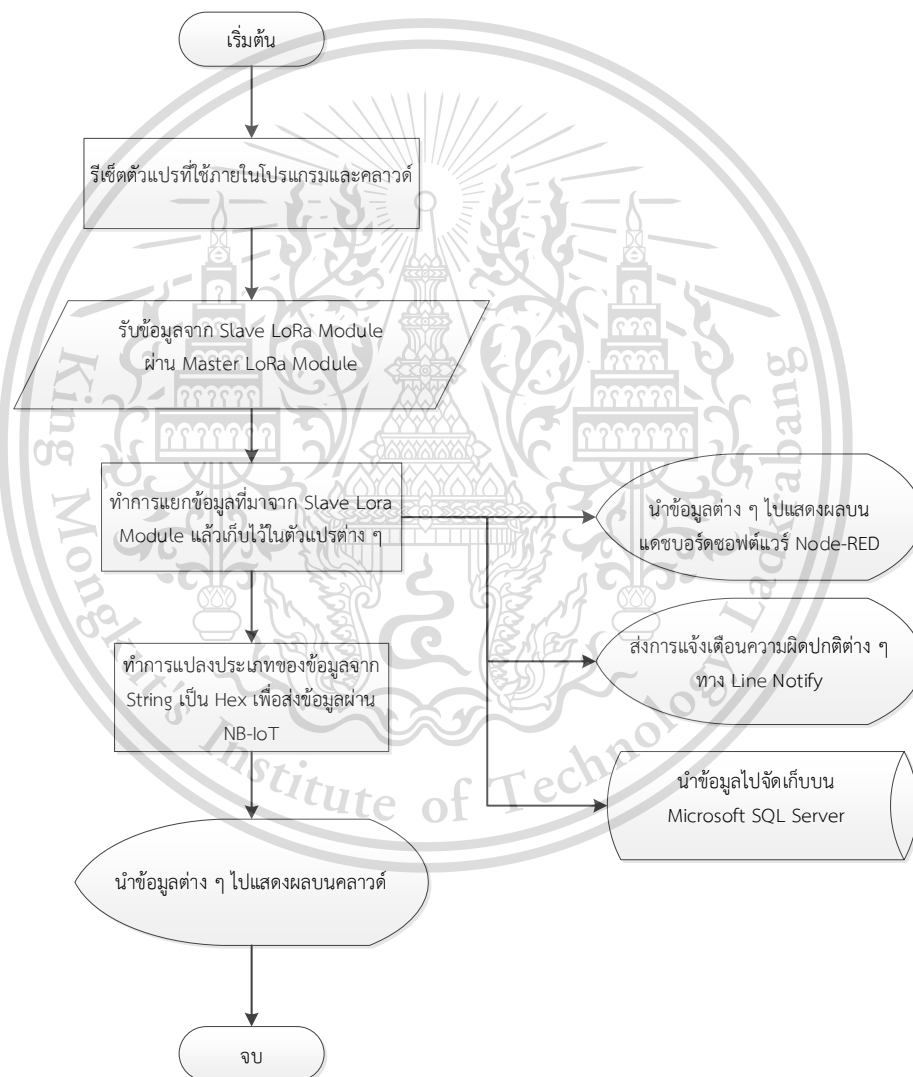 เริ่มต้น
รีเซ็ตตัวแปรที่ใช้ภายในโปรแกรมและคลาวด์
รับข้อมูลจาก Slave LoRa Module
ผ่าน Master LoRa Module
ทำการแยกข้อมูลที่มาจาก Slave Lora
Module แล้วเก็บไว้ในตัวแปรต่าง ๆ
นำข้อมูลต่าง ๆ ไปแสดงผลบน
แดชบอร์ดซอฟต์แวร์ Node-RED
ส่งการแจ้งเตือนความผิดปกติต่าง ๆ
ทาง Line Notify
ทำการแปลงประเภทของข้อมูลจาก
String เป็น Hex เพื่อส่งข้อมูลผ่าน
NB-IoT
นำข้อมูลไปจัดเก็บบน
Microsoft SQL Server
นำข้อมูลต่าง ๆ ไปแสดงผลบนคลาวด์
จบ
King Mongkut's Institute of Technology Ladkrabang